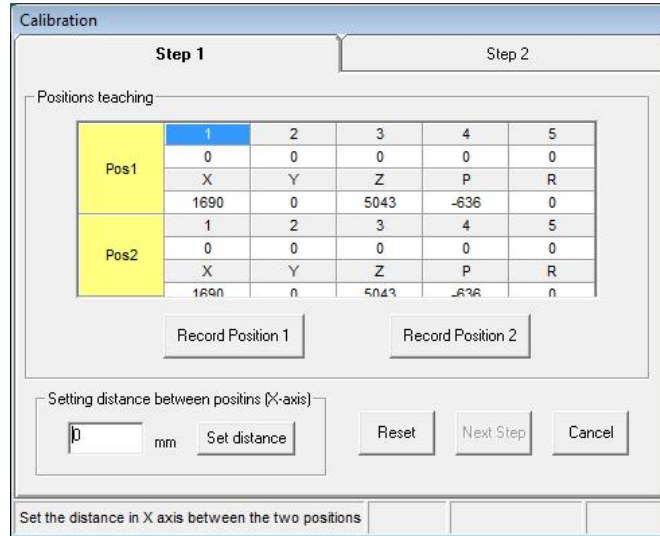 Calibration
Step 1 Step 2
Positions teaching
1 2 3 4 5
Pos1
0 0 0 0 0
X Y Z P R
1690 0 5043 -636 0
1 2 3 4 5
Pos2
0 0 0 0 0
X Y Z P R
1690 0 5043 -636 0
Record Position 1 Record Position 2
Setting distance between positins (X-axis)
0 mm Set distance Reset Next Step Cancel
Set the distance in X axis between the two positions